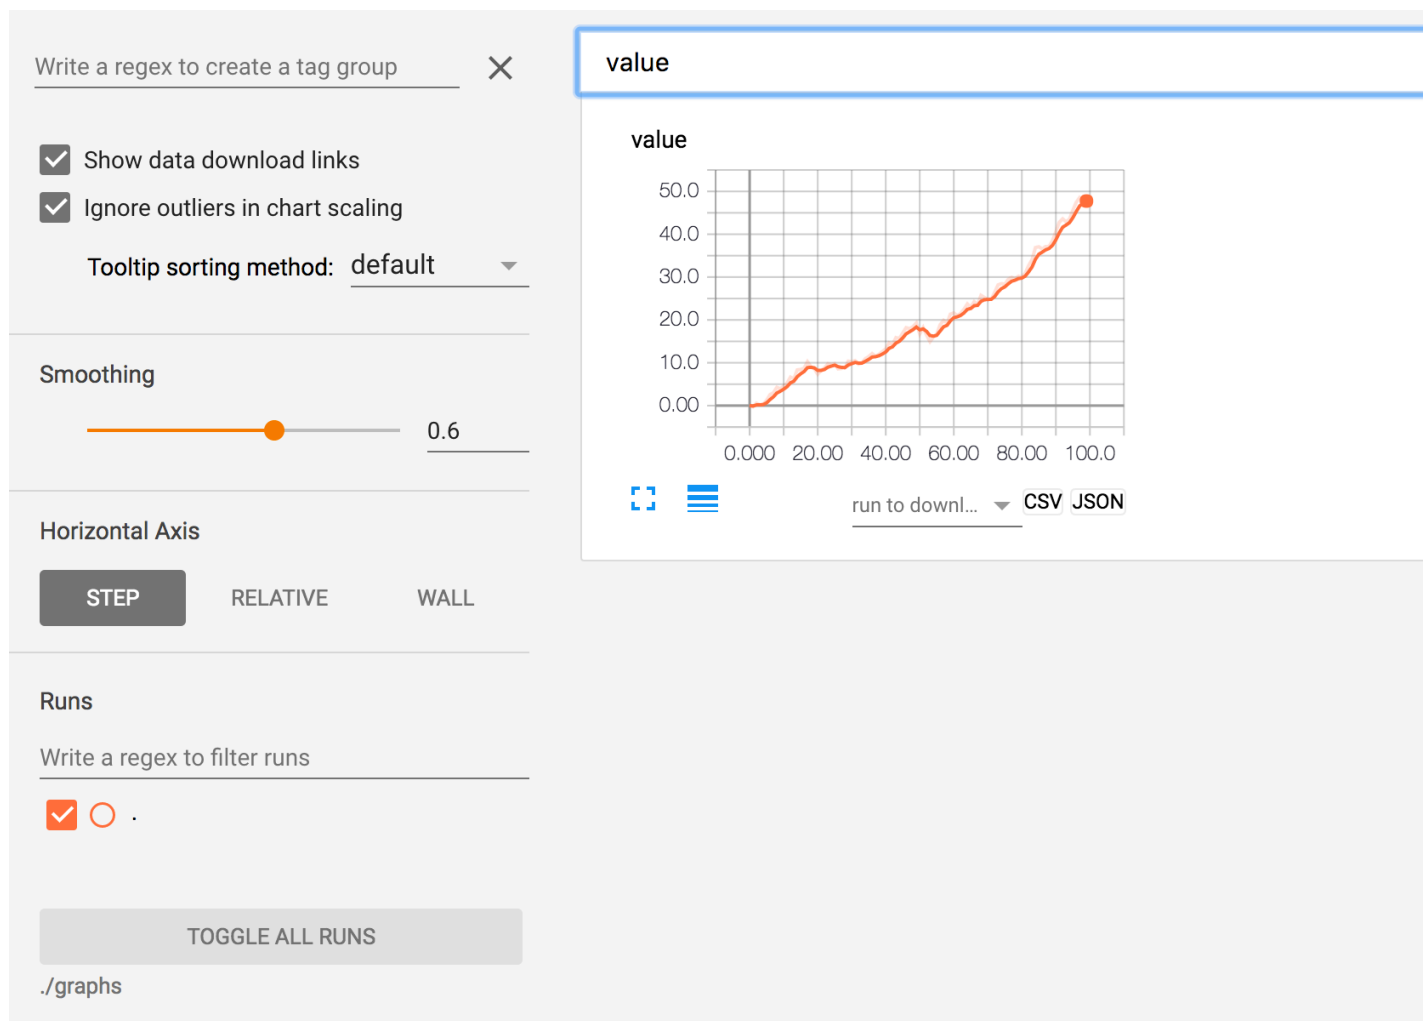 Write a regex to create a tag group
Show data download links
Ignore outliers in chart scaling
Tooltip sorting method: default
Smoothing
0.6
Horizontal Axis
STEP RELATIVE WALL
Runs
Write a regex to filter runs
.
TOGGLE ALL RUNS
./graphs
value
value
50.0
40.0
30.0
20.0
10.0
0.00
0.000 20.00 40.00 60.00 80.00 100.0
run to downl... CSV JSON